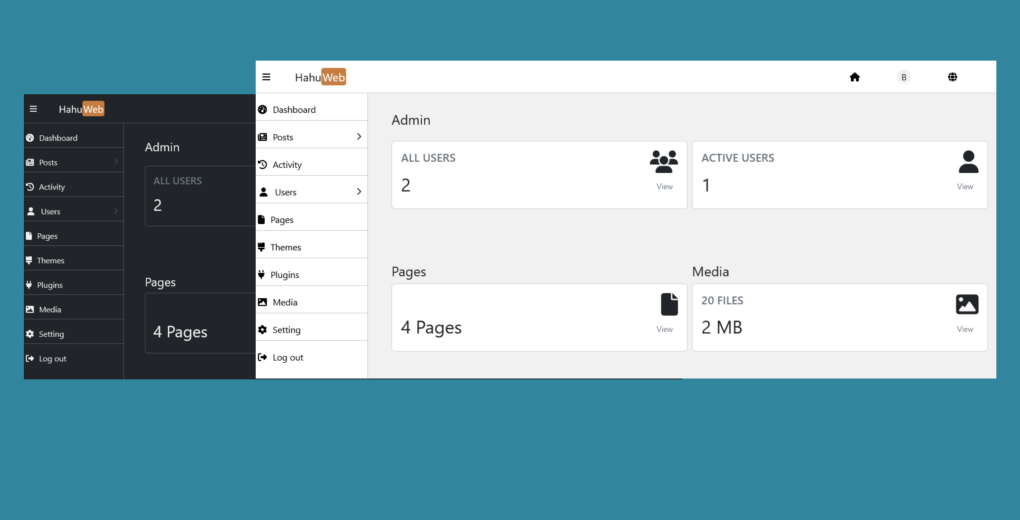 HahuWeb
B
Dashboard
Posts
Activity
Users
Pages
Themes
Plugins
Media
Setting
Log out
Admin
ALL USERS
2
View
ACTIVE USERS
1
View
Pages
4 Pages
View
Media
20 FILES
2 MB
View
HahuWeb
Dashboard
Posts
Activity
Users
Pages
Themes
Plugins
Media
Setting
Log out
Admin
ALL USERS
2
Pages
4 Pages